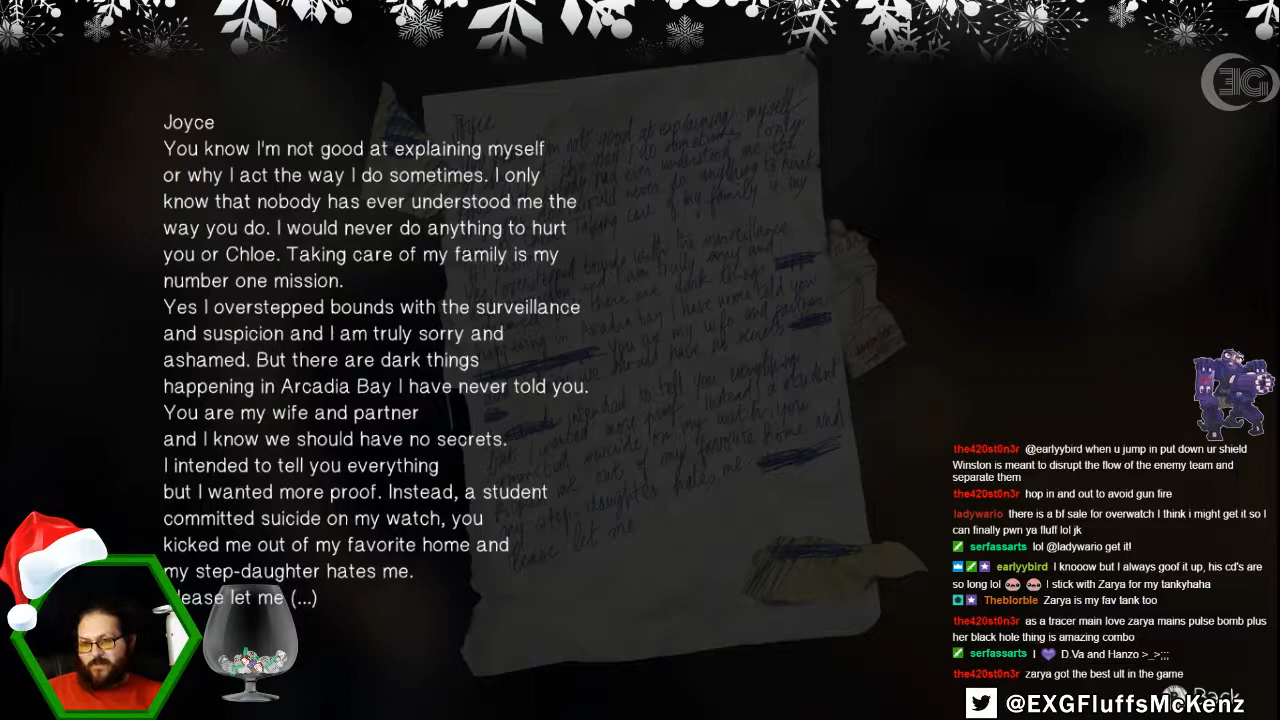 Joyce
You know I'm not good at explaining myself
or why I act the way I do sometimes. I only
know that nobody has ever understood me the
way you do. I would never do anything to hurt
you or Chloe. Taking care of my family is my
number one mission.
Yes I overstepped bounds with the surveillance
and suspicion and I am truly sorry and
ashamed. But there are dark things
happening in Arcadia Bay I have never told you.
You are my wife and partner
and I know we should have no secrets.
I intended to tell you everything
but I wanted more proof. Instead, a student
committed suicide on my watch, you
kicked me out of my favorite home and
my step-daughter hates me.
Please let me (...)
3G
the420st0n3r @earlyybird when u jump in put down ur shield
Winston is meant to disrupt the flow of the enemy team and
separate them
the420st0n3r hop in and out to avoid gun fire
ladywario there is a bf sale for overwatch I think i might get it so I
can finally pwn ya fluff lol jk
serfassarts lol @ladywario get it!
earlyybird I knooow but I always goof it up, his cd's are
so long lol I stick with Zarya for my tankyhaha
Theblorble Zarya is my fav tank too
the420st0n3r as a tracer main love zarya mains pulse bomb plus
her black hole thing is amazing combo
serfassarts I D.Va and Hanzo >_>;;;
the420st0n3r zarya got the best ult in the game
Back
@EXGFluffsMcKenz